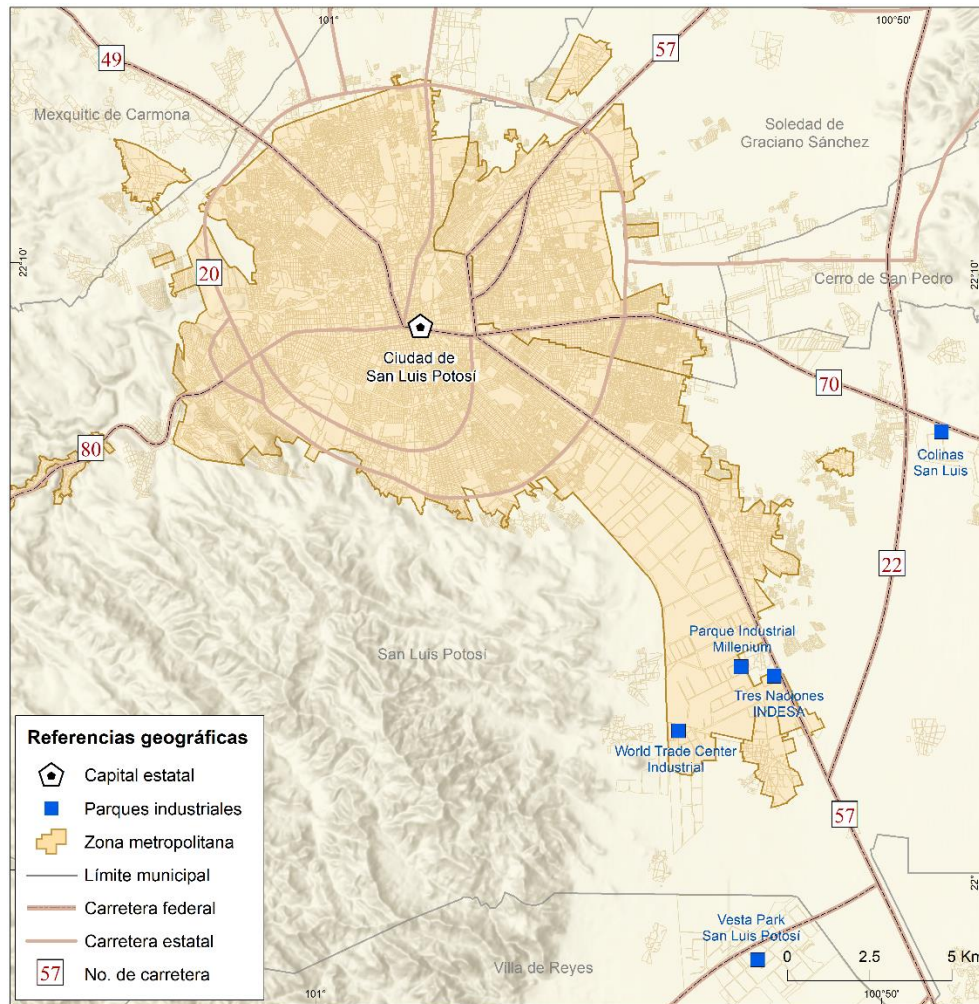 101°
100°50'
49
57
Mexquític de Carmona
Soledad de
Graciano Sánchez
22°10'
20
22°10'
Cerro de San Pedro
Ciudad de
San Luis Potosí
70
80
Colinas
San Luis
22
San Luis Potosí
Parque Industrial
Millenium
Tres Naciones
INDESA
World Trade Center
Industrial
57
Referencias geográficas
Capital estatal
Parques industriales
Zona metropolitana
Límite municipal
Carretera federal
Carretera estatal
57 No. de carretera
22°
Vesta Park
San Luis Potosí
Villa de Reyes
0 2.5 5 Km
101°
100°50'